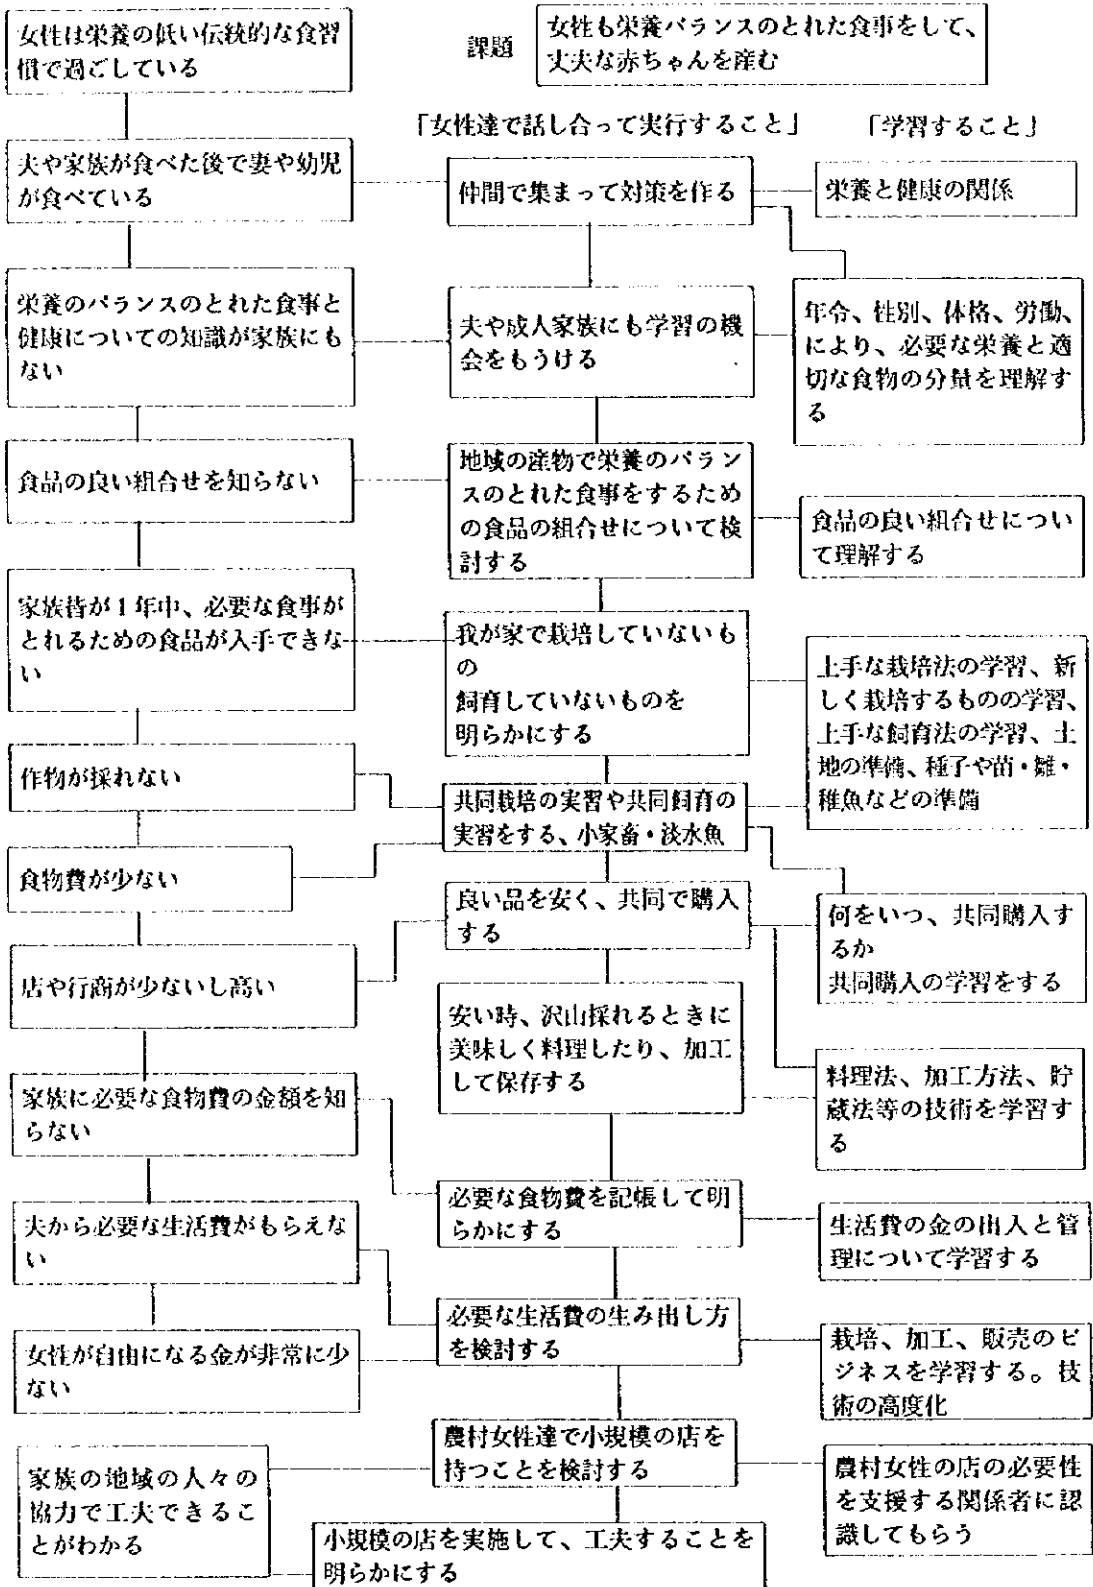 女性は栄養の低い伝統的な食習
慣で過ごしている
課題
女性も栄養バランスのとれた食事をして、
丈夫な赤ちゃんを産む
「女性達で話し合って実行すること」
「学習すること」
夫や家族が食べた後で妻や幼児
が食べている
仲間で集まって対策を作る
栄養と健康の関係
栄養のバランスのとれた食事と
健康についての知識が家族にも
ない
夫や成人家族にも学習の機
会をもうける
年令、性別、体格、労働、
により、必要な栄養と適
切な食物の分量を理解す
る
食品の良い組合せを知らない
地域の産物で栄養のバラン
スのとれた食事をするため
の食品の組合せについて検
討する
食品の良い組合せについ
て理解する
家族皆が1年中、必要な食事が
とれるための食品が入手できな
い
我が家で栽培していないも
の
飼育していないものを
明らかにする
上手な栽培法の学習、新
しく栽培するものの学習、
上手な飼育法の学習、土
地の準備、種子や苗・雛・
稚魚などの準備
作物が採れない
共同栽培の実習や共同飼育の
実習をする、小家畜・淡水魚
食物費が少ない
良い品を安く、共同で購入
する
何をいつ、共同購入す
るか
共同購入の学習をする
店や行商が少ないし高い
安い時、沢山採れるときに
美味しく料理したり、加工
して保存する
料理法、加工方法、貯
蔵法等の技術を学習す
る
家族に必要な食物費の金額を知
らない
必要な食物費を記帳して明
らかにする
生活費の金の出入と管
理について学習する
夫から必要な生活費がもらえな
い
必要な生活費の生み出し方
を検討する
栽培、加工、販売のビ
ジネスを学習する。技
術の高度化
女性が自由になる金が非常に少
ない
農村女性達で小規模の店を
持つことを検討する
農村女性の店の必要性
を支援する関係者に認
識してもらう
家族の地域の人々の
協力で工夫できるこ
とがわかる
小規模の店を実施して、工夫することを
明らかにする